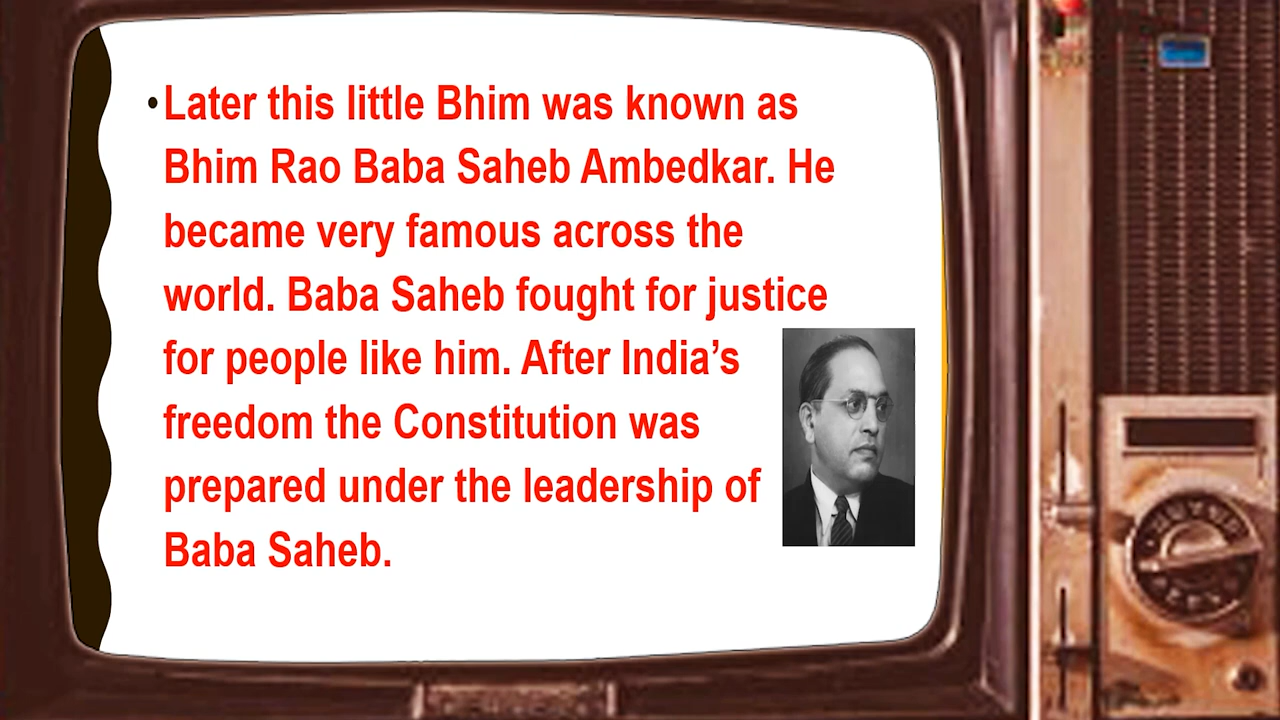 •Later this little Bhim was known as
Bhim Rao Baba Saheb Ambedkar. He
became very famous across the
world. Baba Saheb fought for justice
for people like him. After India’s
freedom the Constitution was
prepared under the leadership of
Baba Saheb.